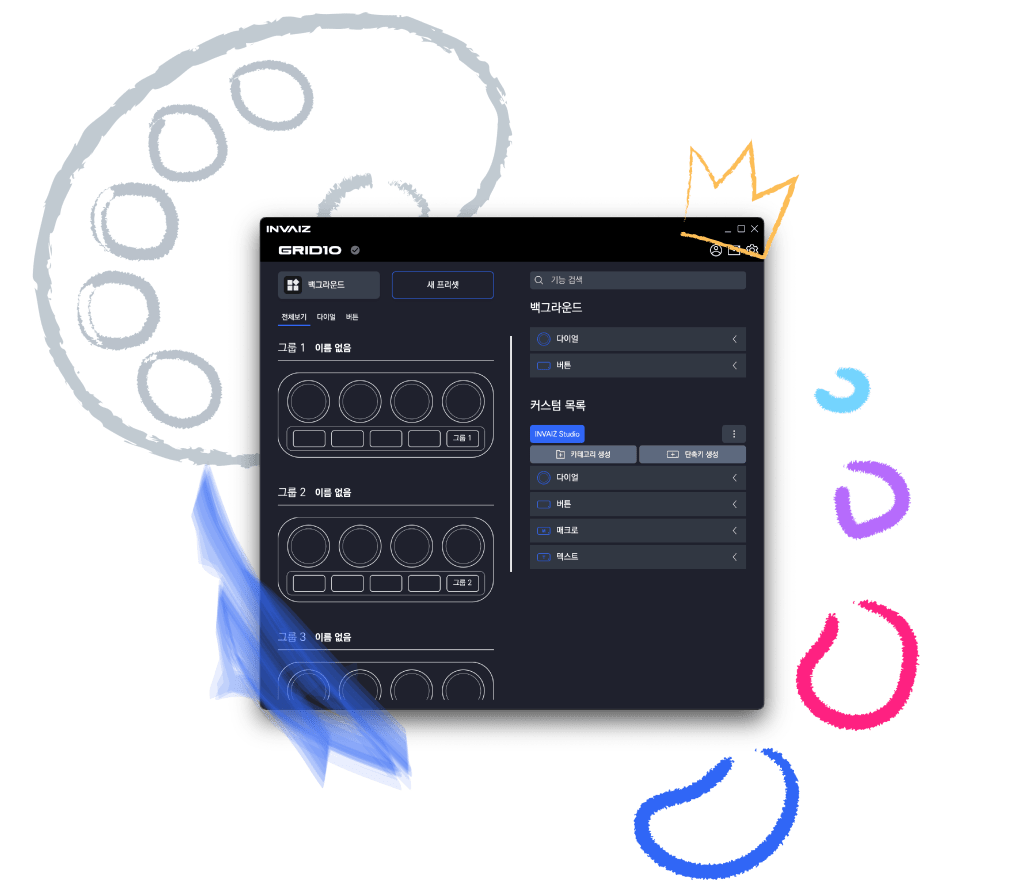 INVAIZ
GRID10
백그라운드
새 프리셋
전체보기 다이얼 버튼
그룹 1 이름 없음
그룹 1
그룹 2 이름 없음
그룹 2
그룹 3 이름 없음
기능 검색
백그라운드
다이얼
버튼
커스텀 목록
INVAIZ Studio
카테고리 생성
단축키 생성
다이얼
버튼
매크로
텍스트